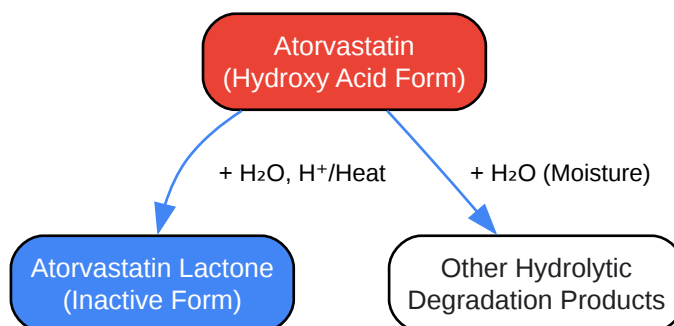 Atorvastatin
(Hydroxy Acid Form)
+ H₂O, H⁺/Heat
+ H₂O (Moisture)
Atorvastatin Lactone
(Inactive Form)
Other Hydrolytic
Degradation Products